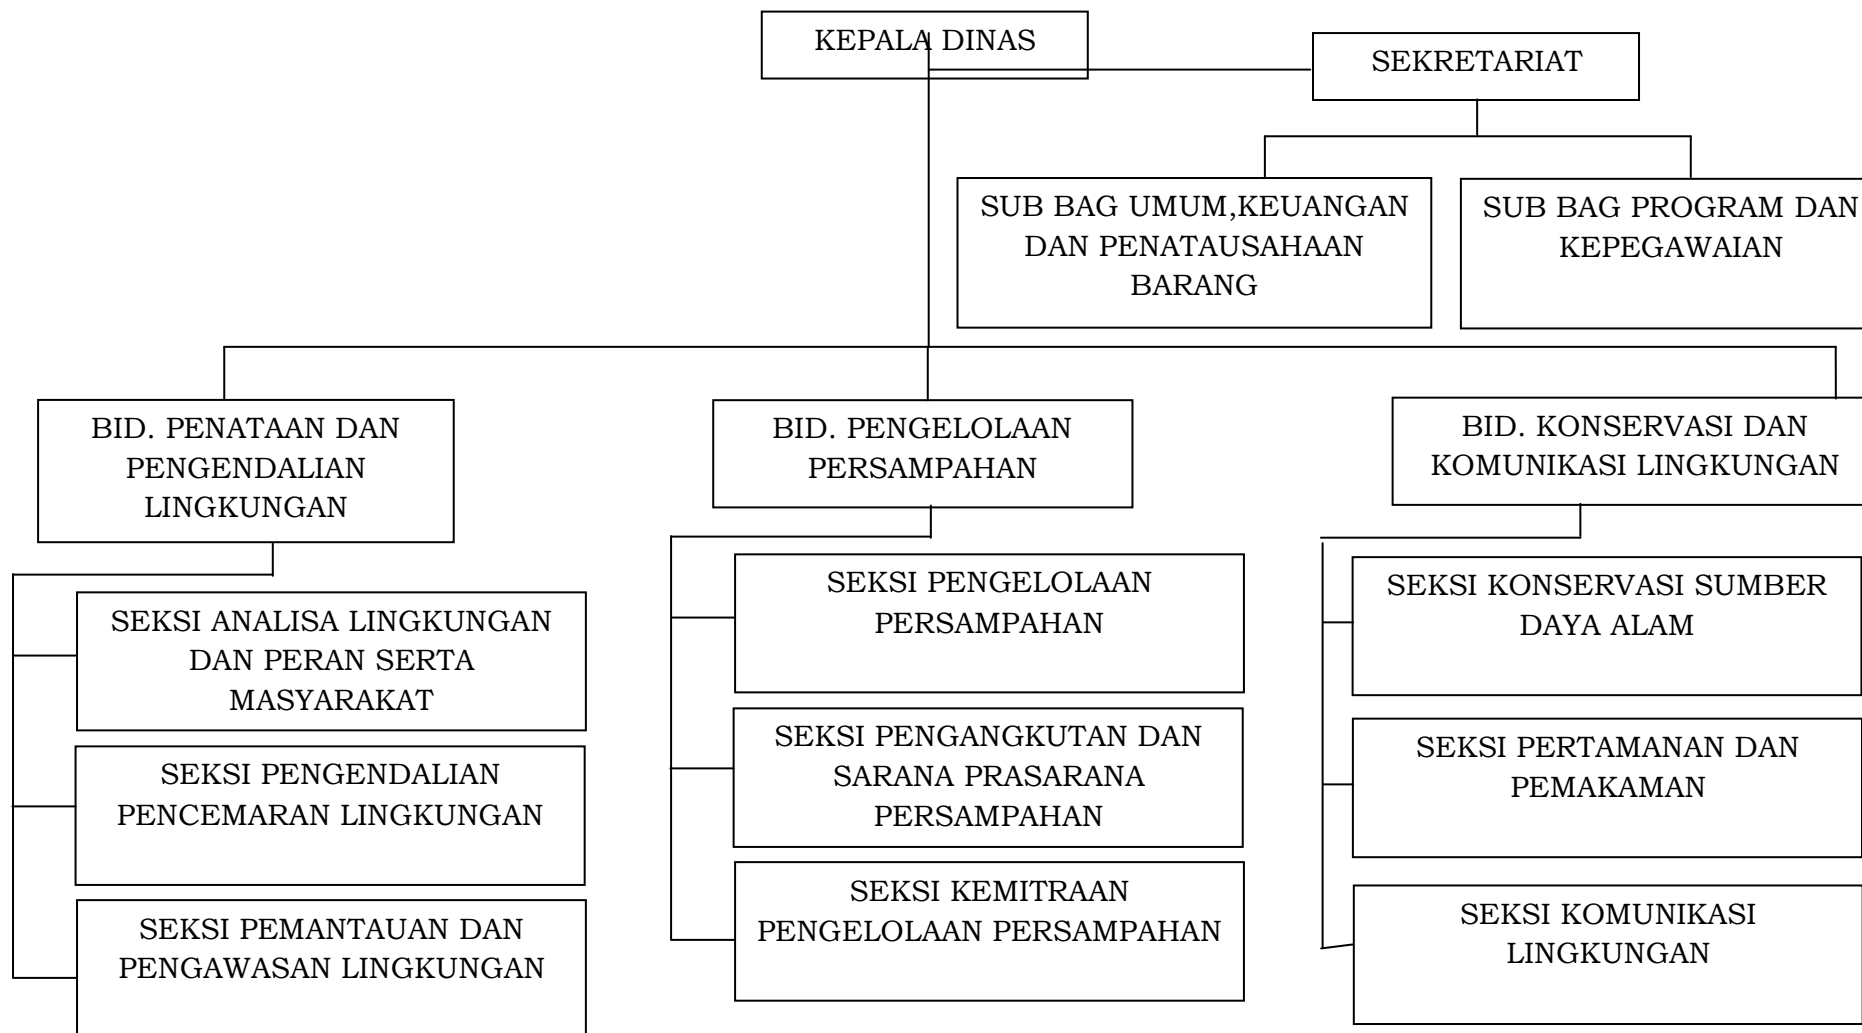 KEPALA DINAS
SEKRETARIAT
SUB BAG UMUM,KEUANGAN
DAN PENATAUSAHAAN
BARANG
SUB BAG PROGRAM DAN
KEPEGAWAIAN
BID. PENATAAN DAN
PENGENDALIAN
LINGKUNGAN
SEKSI ANALISA LINGKUNGAN
DAN PERAN SERTA
MASYARAKAT
SEKSI PENGENDALIAN
PENCEMARAN LINGKUNGAN
SEKSI PEMANTAUAN DAN
PENGAWASAN LINGKUNGAN
BID. PENGELOLAAN
PERSAMPAHAN
SEKSI PENGELOLAAN
PERSAMPAHAN
SEKSI PENGANGKUTAN DAN
SARANA PRASARANA
PERSAMPAHAN
SEKSI KEMITRAAN
PENGELOLAAN PERSAMPAHAN
BID. KONSERVASI DAN
KOMUNIKASI LINGKUNGAN
SEKSI KONSERVASI SUMBER
DAYA ALAM
SEKSI PERTAMANAN DAN
PEMAKAMAN
SEKSI KOMUNIKASI
LINGKUNGAN